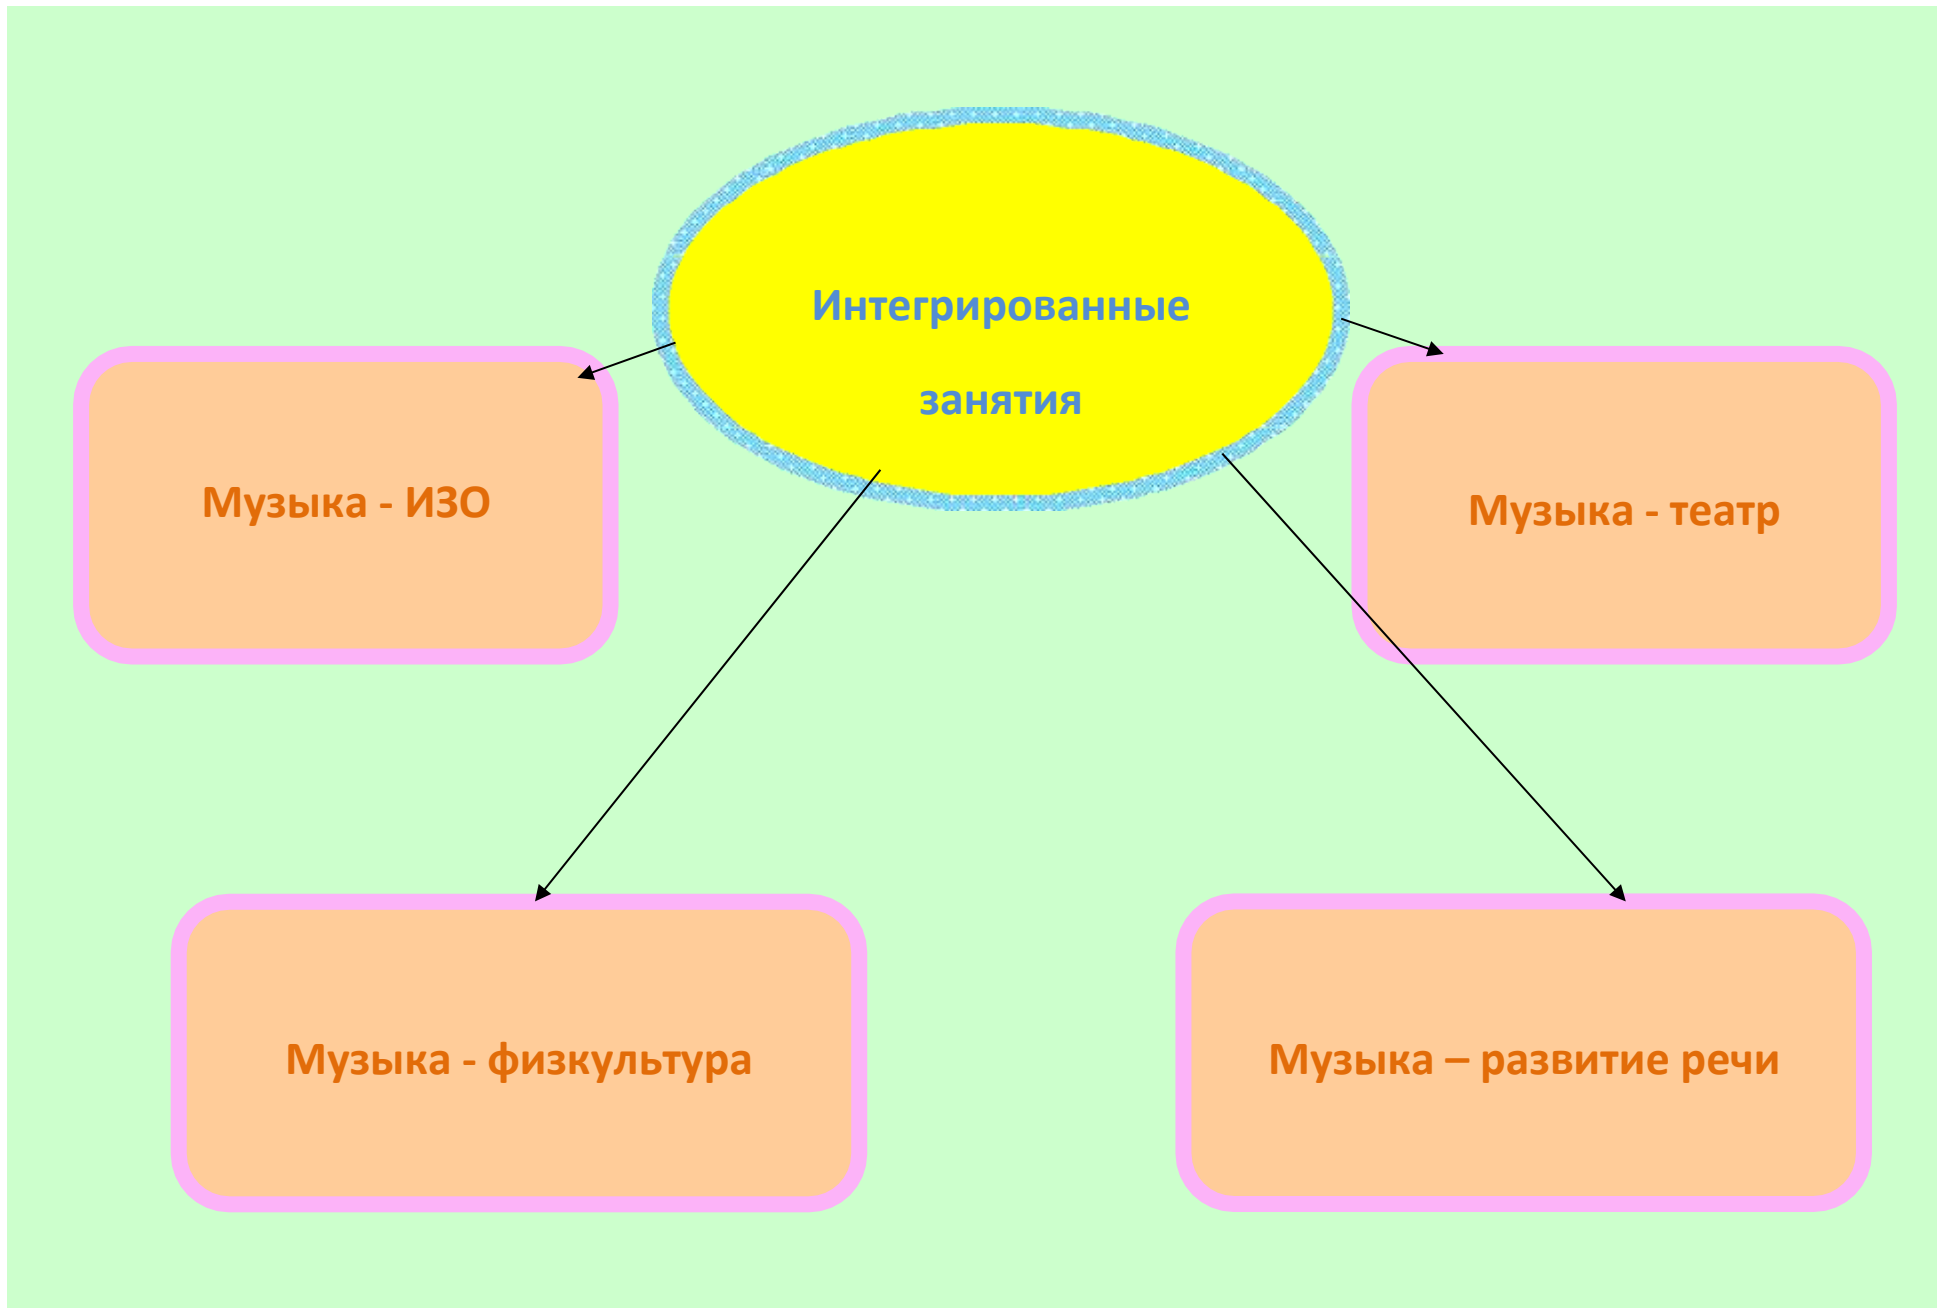 Интегрированные
занятия
Музыка - ИЗО
Музыка - театр
Музыка - физкультура
Музыка – развитие речи